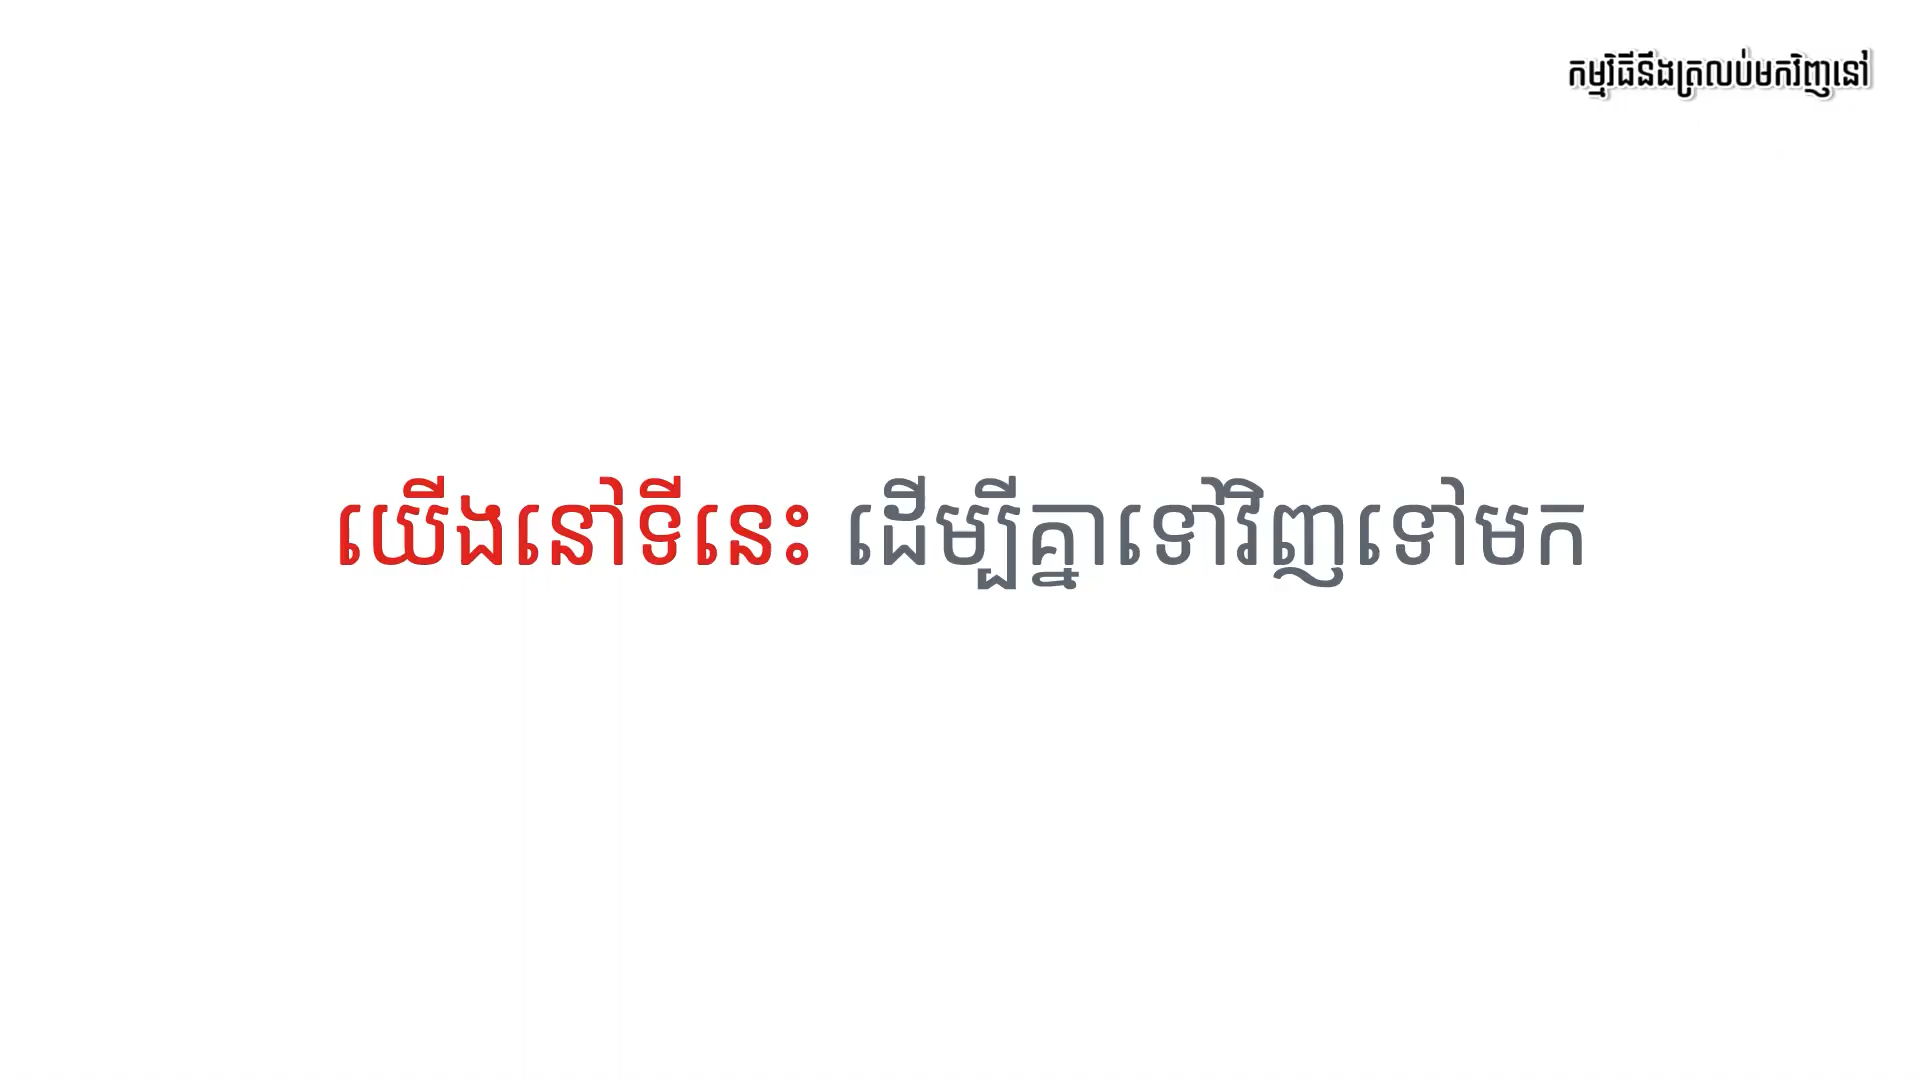 កម្មវិធីនឹងត្រលប់មកវិញនៅ
យើងនៅទីនេះ ដើម្បីគ្នាទៅវិញទៅមក